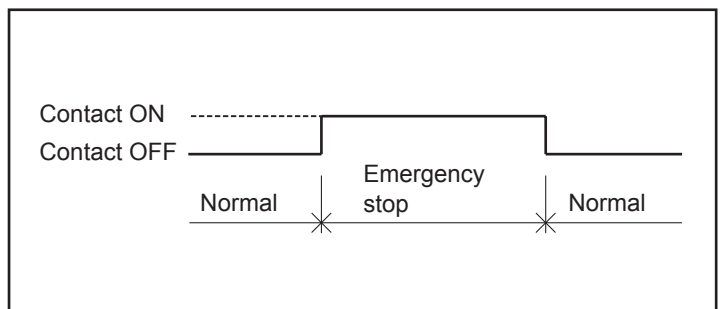 Contact ON
Contact OFF
Normal
Emergency
stop
Normal